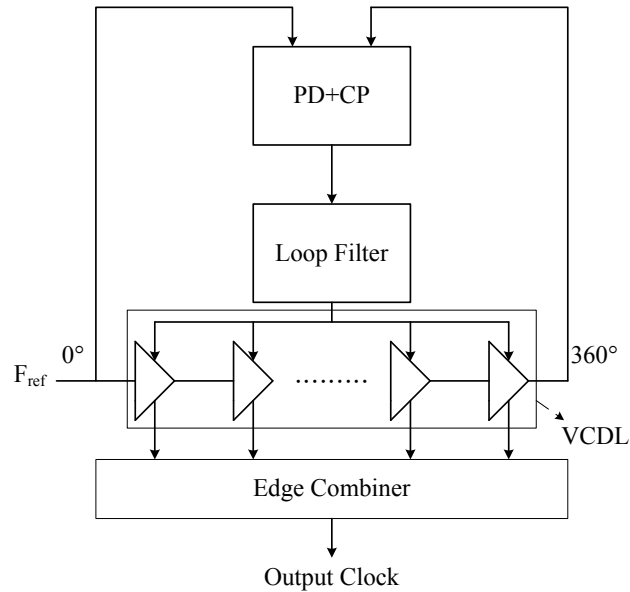 PD+CP
Loop Filter
0°
360°
Fref
.........
VCDL
Edge Combiner
Output Clock